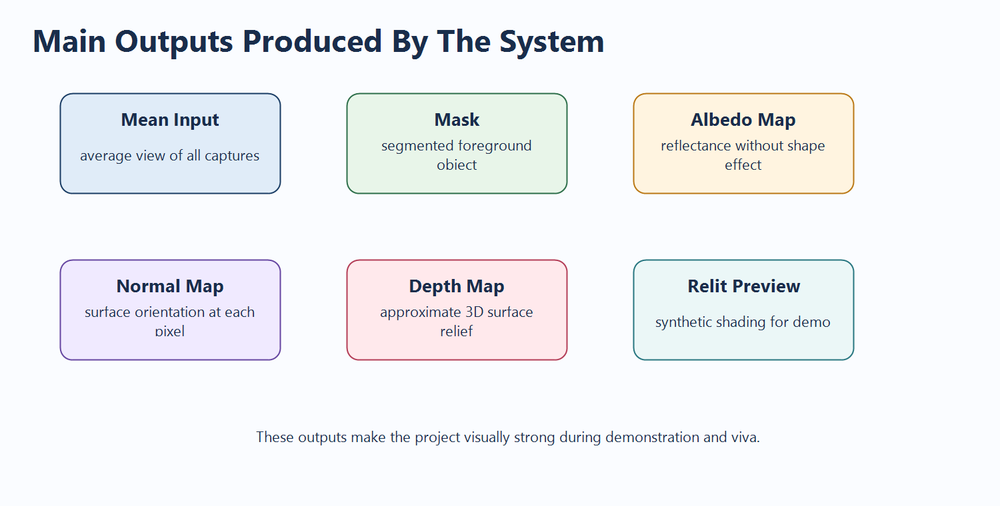 Main Outputs Produced By The System
Mean Input
average view of all captures
Mask
segmented foreground
object
Albedo Map
reflectance without shape
effect
Normal Map
surface orientation at each
pixel
Depth Map
approximate 3D surface
relief
Relit Preview
synthetic shading for demo
These outputs make the project visually strong during demonstration and viva.